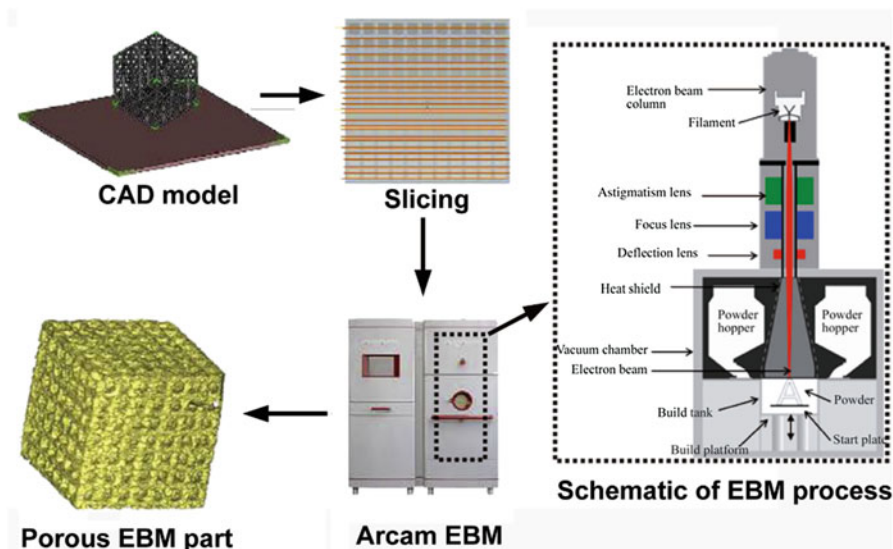 CAD model
Slicing
Electron beam
column
Filament
Astigmatism lens
Focus lens
Deflection lens
Heat shield
Powder
hopper
Powder
hopper
Vacuum chamber
Electron beam
Powder
Build tank
Start plate
Build platform
Schematic of EBM process
Porous EBM part
Arcam EBM